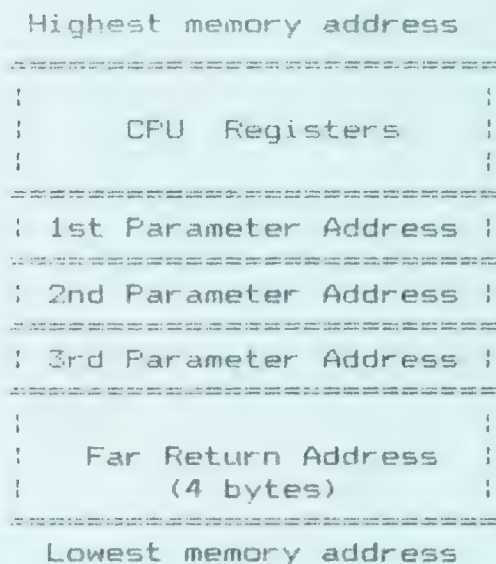 Highest memory address
CPU Registers
1st Parameter Address
2nd Parameter Address
3rd Parameter Address
Far Return Address
(4 bytes)
Lowest memory address